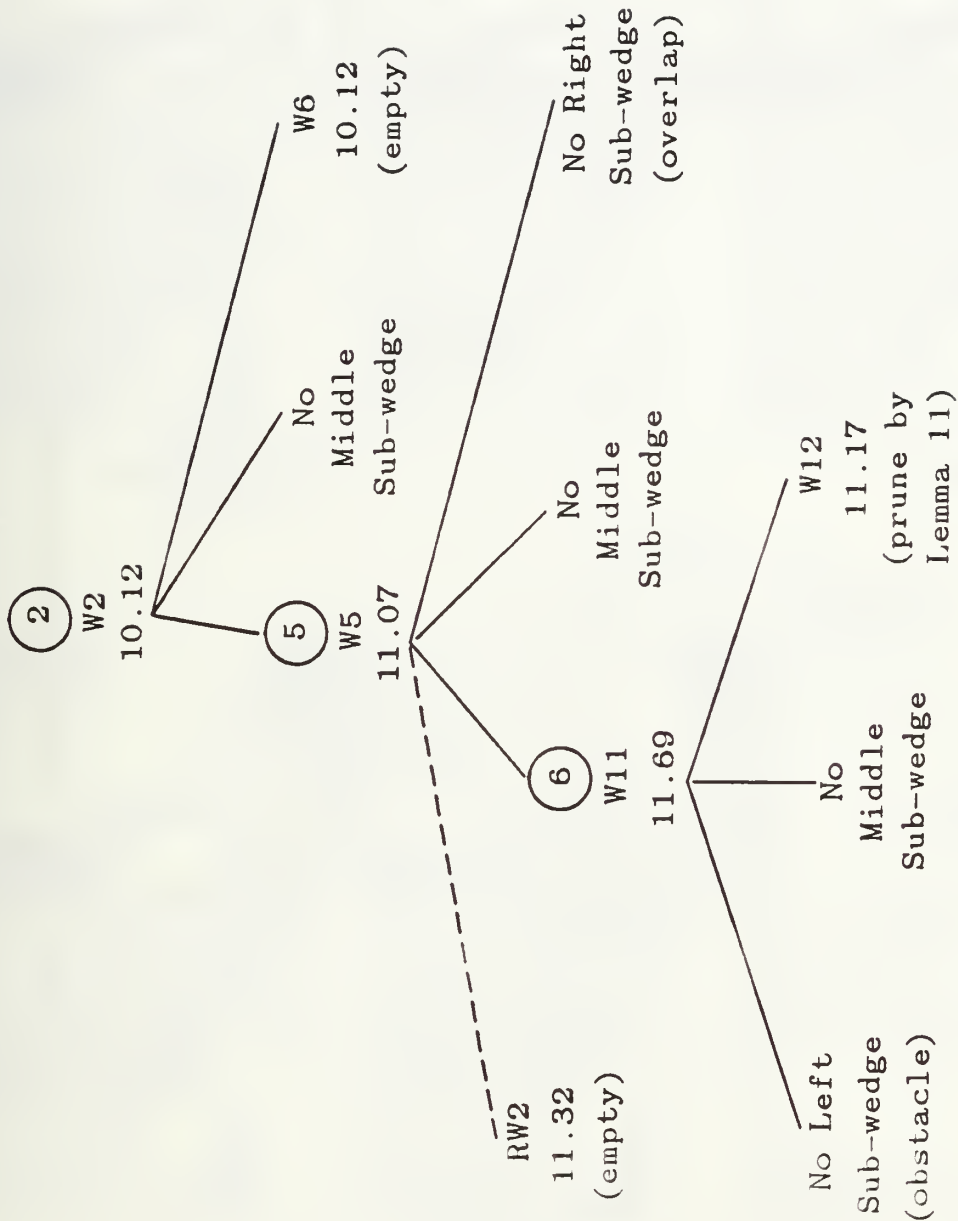 2
W2
10.12
5
W5
11.07
No
Middle
Sub-wedge
W6
10.12
(empty)
RW2
11.32
(empty)
6
W11
11.69
No
Middle
Sub-wedge
No Right
Sub-wedge
(overlap)
No Left
Sub-wedge
(obstacle)
No
Middle
Sub-wedge
W12
11.17
(prune by
Lemma 11)